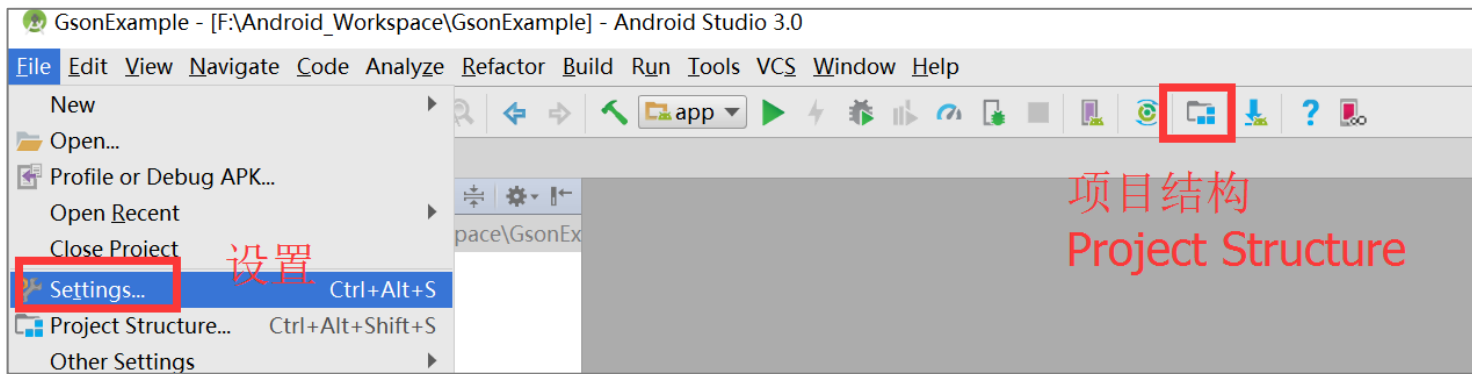 GsonExample - [F:\Android_Workspace\GsonExample] - Android Studio 3.0
File Edit View Navigate Code Analyze Refactor Build Run Tools VCS Window Help
New
app
Open...
Profile or Debug APK...
Open Recent
Close Project
pace\GsonEx
设置
Settings... Ctrl+Alt+S
Project Structure... Ctrl+Alt+Shift+S
Other Settings
项目结构
Project Structure